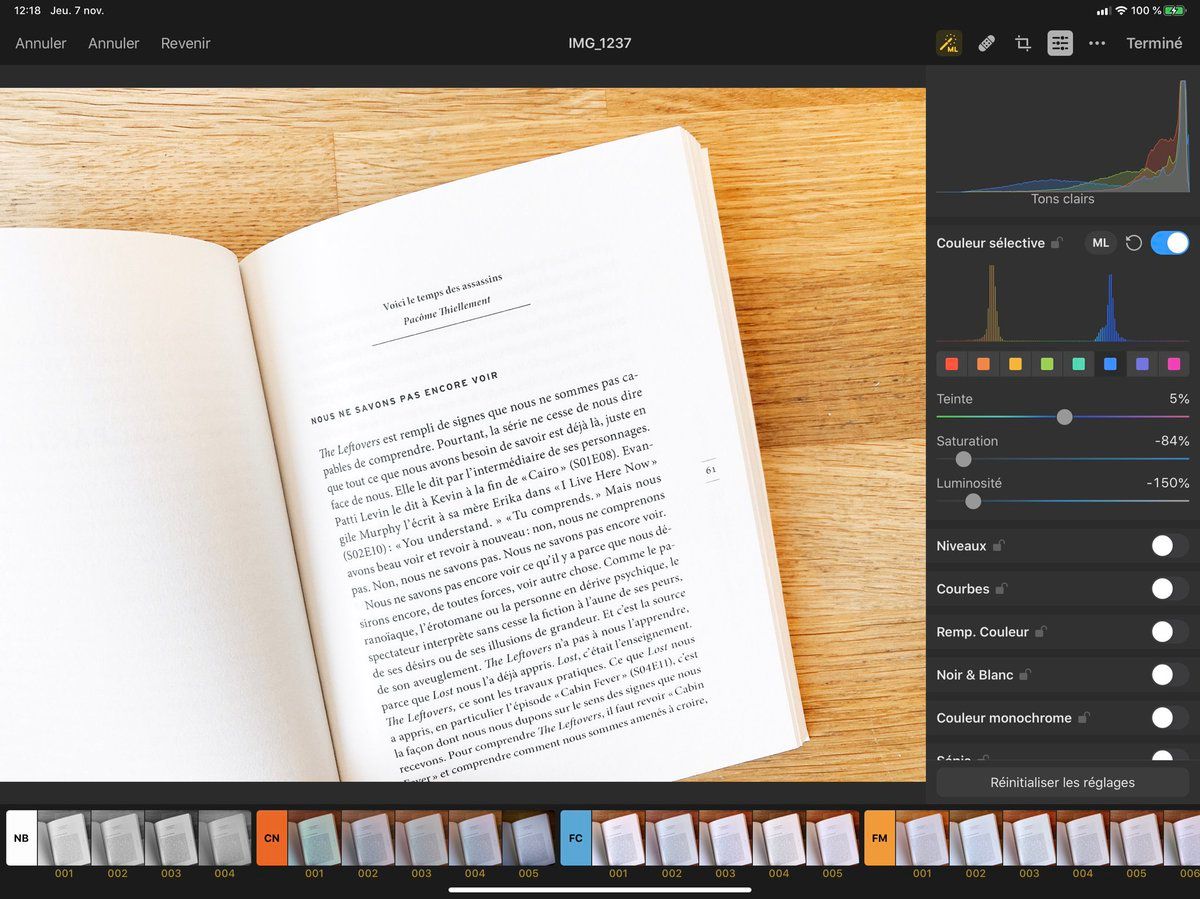 12:18 Jeu. 7 nov.
100 %
Annuler Annuler Revenir
IMG_1237
ML
Terminé
Tons clairs
Couleur sélective
ML
Teinte 5%
Saturation -84%
Luminosité -150%
Niveaux
Courbes
Remp. Couleur
Noir & Blanc
Couleur monochrome
Sépia
Réinitialiser les réglages
Voici le temps des assassins
Pacôme Thiellement
NOUS NE SAVONS PAS ENCORE VOIR
The Leftovers est rempli de signes que nous ne sommes pas ca-
pables de comprendre. Pourtant, la série ne cesse de nous dire
que tout ce que nous avons besoin de savoir est déjà là, juste en
face de nous. Elle le dit par l'intermédiaire de ses personnages.
Patti Levin le dit à Kevin à la fin de « Cairo » (S01E08). Evan-
gile Murphy l'écrit à sa mère Erika dans « I Live Here Now »
(S02E10) : « You understand. » « Tu comprends. » Mais nous
avons beau voir et revoir à nouveau : non, nous ne comprenons
pas. Non, nous ne savons pas. Nous ne savons pas encore voir.
Nous ne savons pas encore voir ce qu'il y a parce que nous dé-
sirons encore, de toutes forces, voir autre chose. Comme le pa-
ranoïaque, l'érotomane ou la personne en dérive psychique, le
spectateur interprète sans cesse la fiction à l'aune de ses peurs,
de ses désirs ou de ses illusions de grandeur. Et c'est la source
de son aveuglement. The Leftovers n'a pas à nous l'apprendre,
parce que Lost nous l'a déjà appris. Lost, c'était l'enseignement.
The Leftovers, ce sont les travaux pratiques. Ce que Lost nous
a appris, en particulier l'épisode « Cabin Fever » (S04E11), c'est
la façon dont nous nous dupons sur le sens des signes que nous
recevons. Pour comprendre The Leftovers, il faut revoir « Cabin
Fever » et comprendre comment nous sommes amenés à croire,
61
NB
001 002 003 004
CN
001 002 003 004 005
FC
001 002 003 004 005
FM
001 002 003 004 005 006